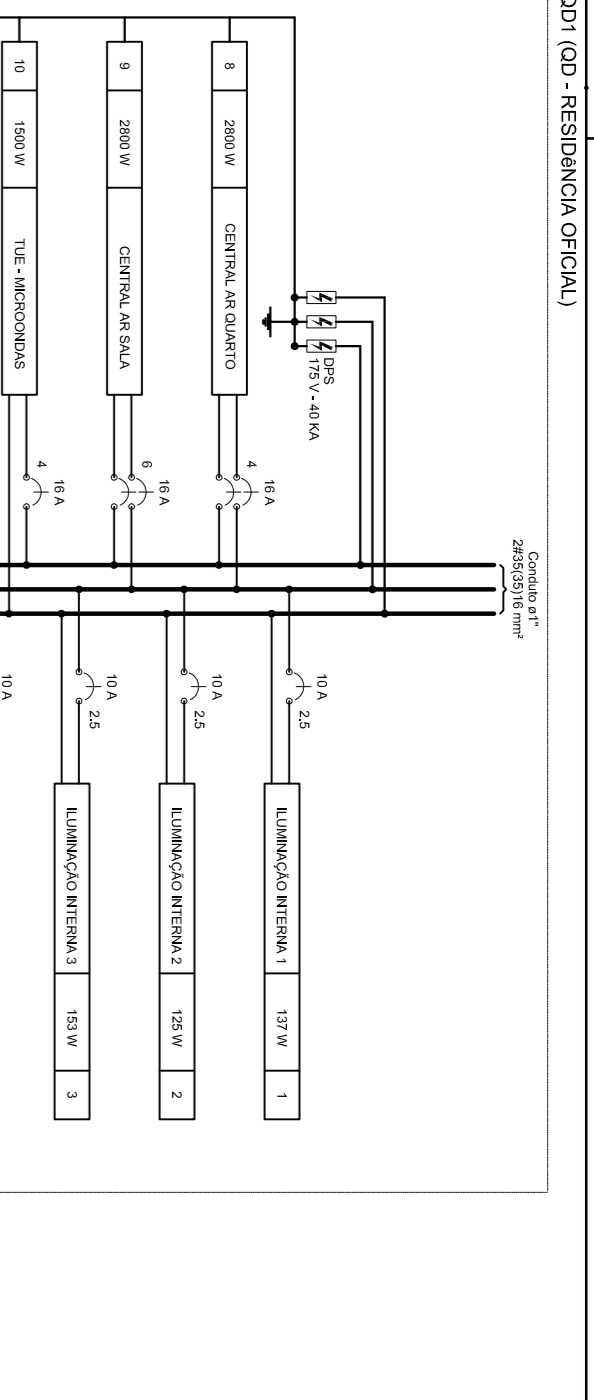 QD1 (QD - RESIDêNCIA OFICIAL)
Conduto ø1"
2#35(35)16 mm²
DPS
175 V - 40 KA
8
2800 W
CENTRAL AR QUARTO
4
16 A
10 A
2.5
ILUMINAÇÃO INTERNA 1
137 W
1
9
2800 W
CENTRAL AR SALA
6
16 A
10 A
2.5
ILUMINAÇÃO INTERNA 2
125 W
2
10
1500 W
TUE - MICROONDAS
4
16 A
10 A
2.5
ILUMINAÇÃO INTERNA 3
153 W
3
10 A